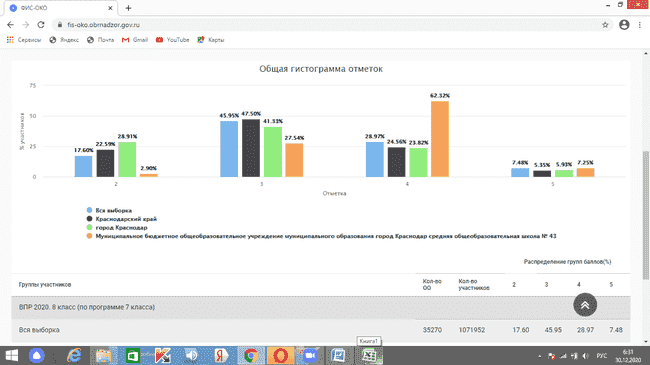 ФИС-ОКО
fis-oko.obrnadzor.gov.ru
Сервисы Яндекс Почта Gmail YouTube Карты
Общая гистограмма отметок
% участников
75
50
25
0
17.60% 22.59% 28.91% 2.90%
45.95% 47.50% 41.33% 27.54%
28.97% 24.56% 23.82% 62.32%
7.48% 5.35% 5.93% 7.25%
2 3 4 5
Отметка
Вся выборка
Краснодарский край
город Краснодар
Муниципальное бюджетное общеобразовательное учреждение муниципального образования город Краснодар средняя общеобразовательная школа № 43
Распределение групп баллов(%)
Группы участников Кол-во ОО Кол-во участников 2 3 4 5
ВПР 2020. 8 класс (по программе 7 класса)
Вся выборка 35270 1071952 17.60 45.95 28.97 7.48
Книга1
РУС 6:31
30.12.2020